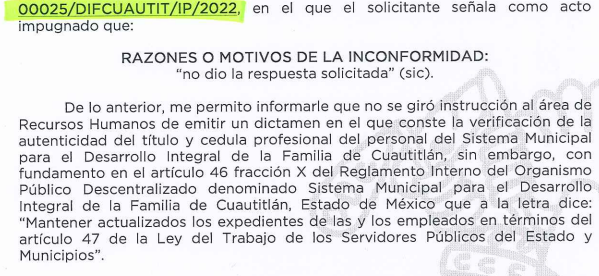 00025/DIFCUAUTIT/IP/2022, en el que el solicitante señala como acto
impugnado que:
RAZONES O MOTIVOS DE LA INCONFORMIDAD:
“no dio la respuesta solicitada” (sic).
De lo anterior, me permito informarle que no se giró instrucción al área de
Recursos Humanos de emitir un dictamen en el que conste la verificación de la
autenticidad del título y cedula profesional del personal del Sistema Municipal
para el Desarrollo Integral de la Familia de Cuautitlán, sin embargo, con
fundamento en el artículo 46 fracción X del Reglamento Interno del Organismo
Público Descentralizado denominado Sistema Municipal para el Desarrollo
Integral de la Familia de Cuautitlán, Estado de México que a la letra dice:
“Mantener actualizados los expedientes de las y los empleados en términos del
artículo 47 de la Ley del Trabajo de los Servidores Públicos del Estado y
Municipios”.